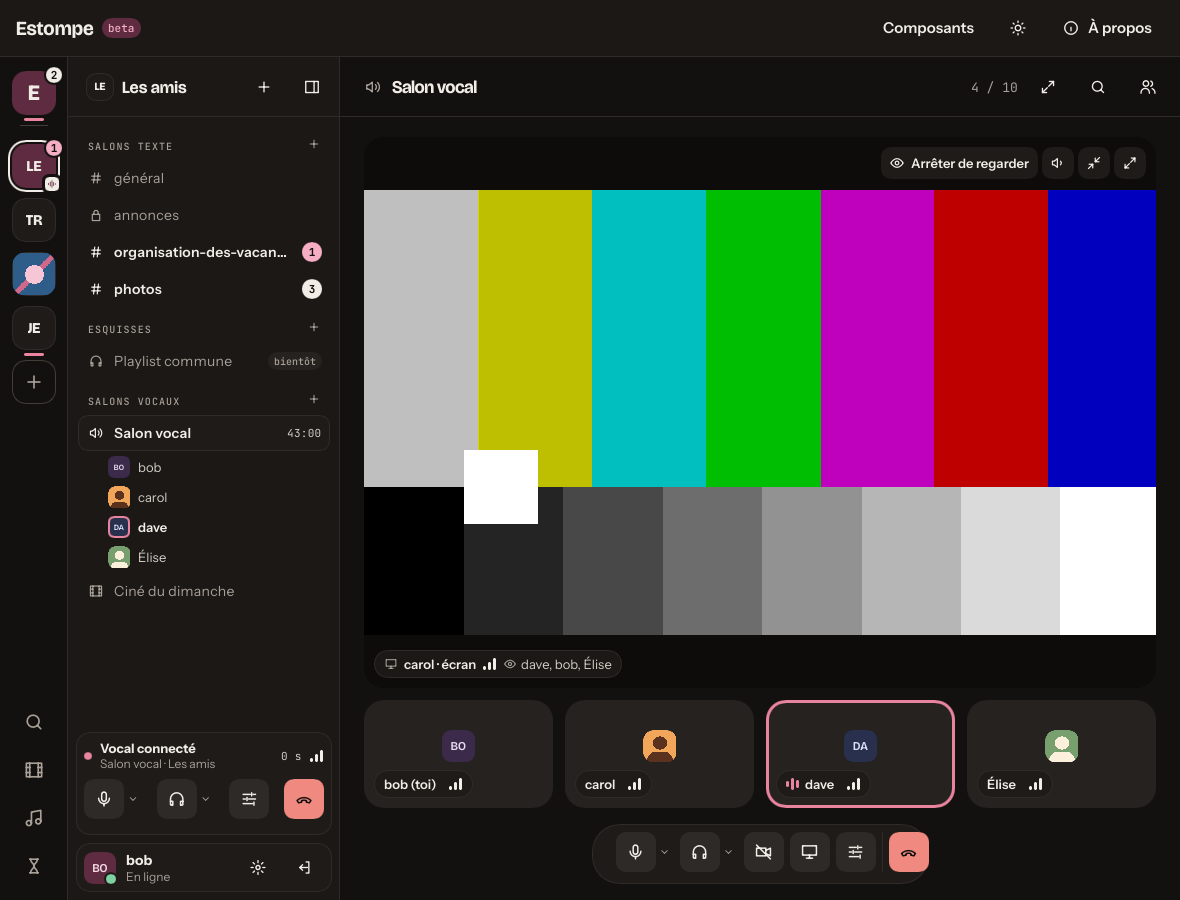 Estompe beta
Composants
À propos
E 2
LE 1
TR
JE
LE Les amis
SALONS TEXTE
général
annonces
organisation-des-vacan… 1
photos 3
ESQUISSES
Playlist commune bientôt
SALONS VOCAUX
Salon vocal 43:00
BO bob
carol
DA dave
Élise
Ciné du dimanche
Vocal connecté
Salon vocal · Les amis
0 s
BO bob
En ligne
Salon vocal
4 / 10
Arrêter de regarder
carol · écran dave, bob, Élise
BO
bob (toi)
carol
DA
dave
Élise